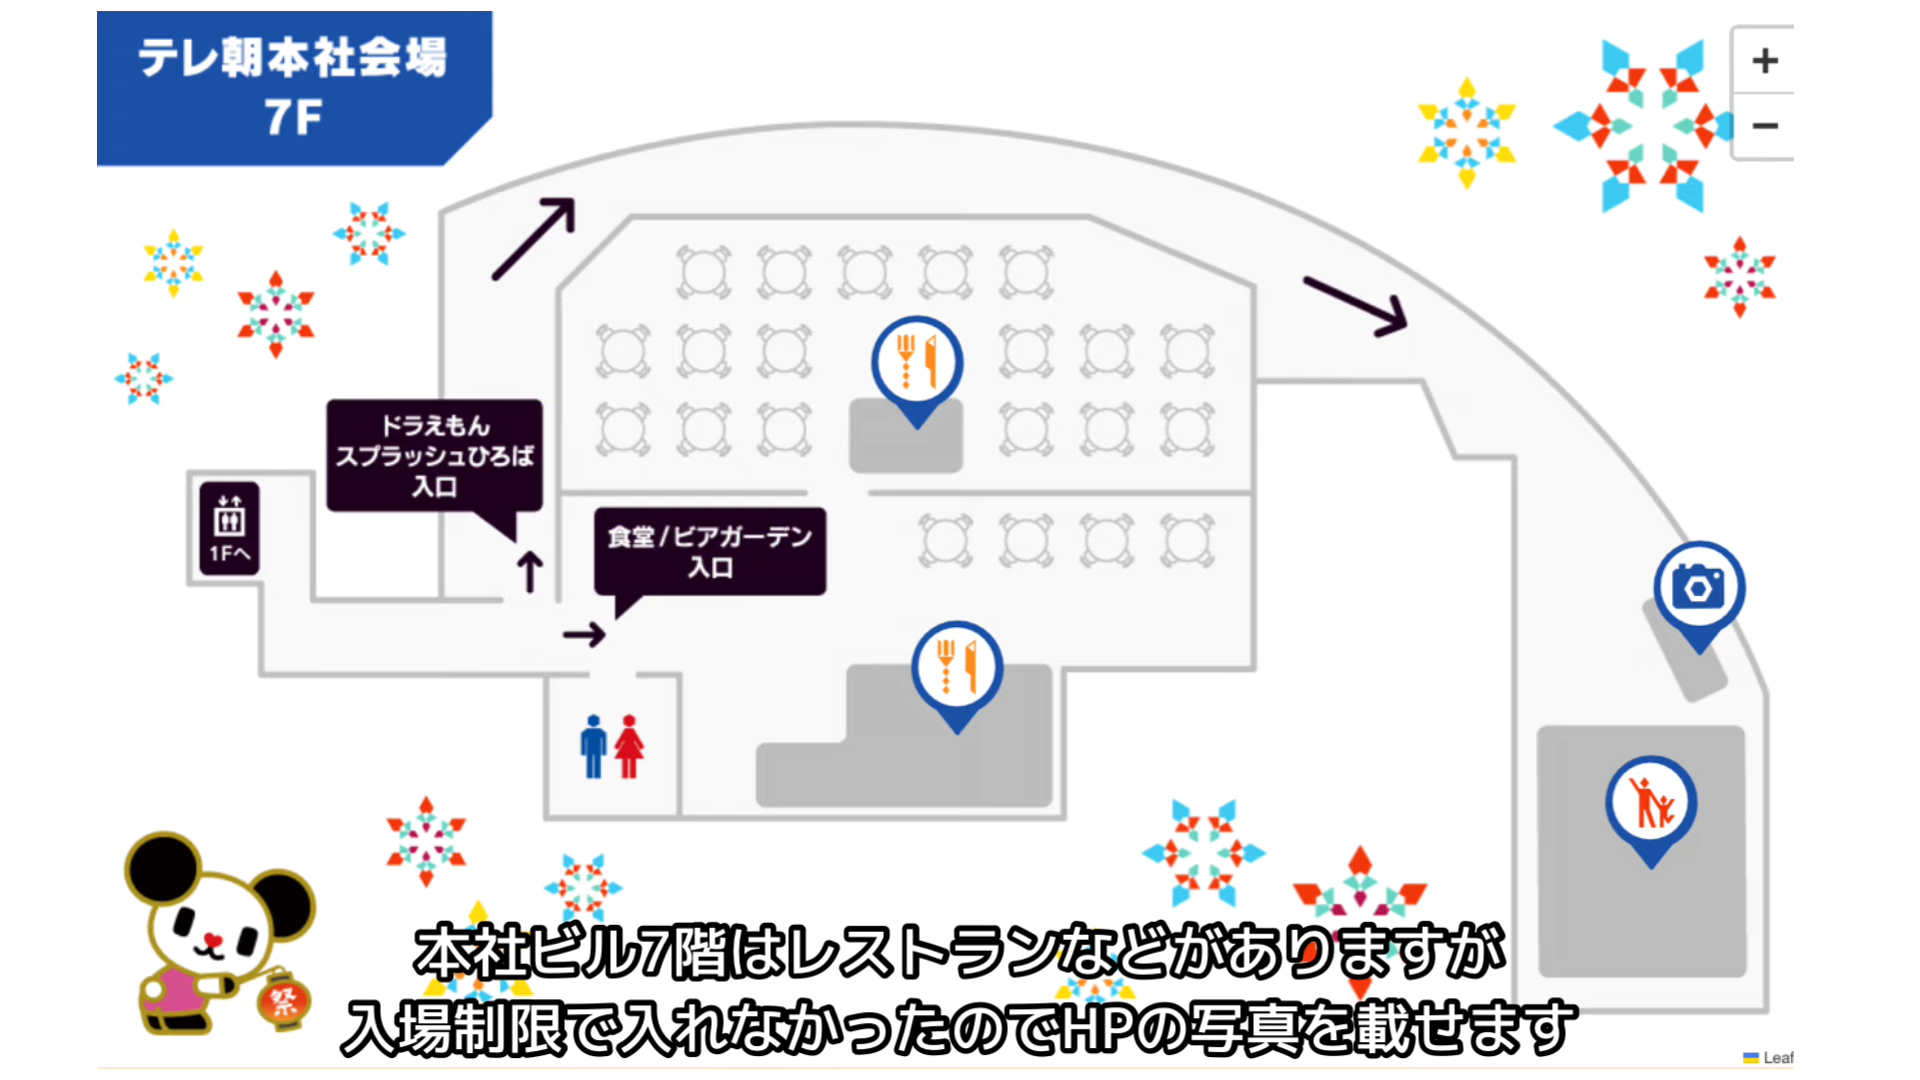 テレ朝本社会場
7F
+
−
ドラえもん
スプラッシュひろば
入口
1Fへ
食堂/ビアガーデン
入口
祭
本社ビル7階はレストランなどがありますが
入場制限で入れなかったのでHPの写真を載せます
Leaf